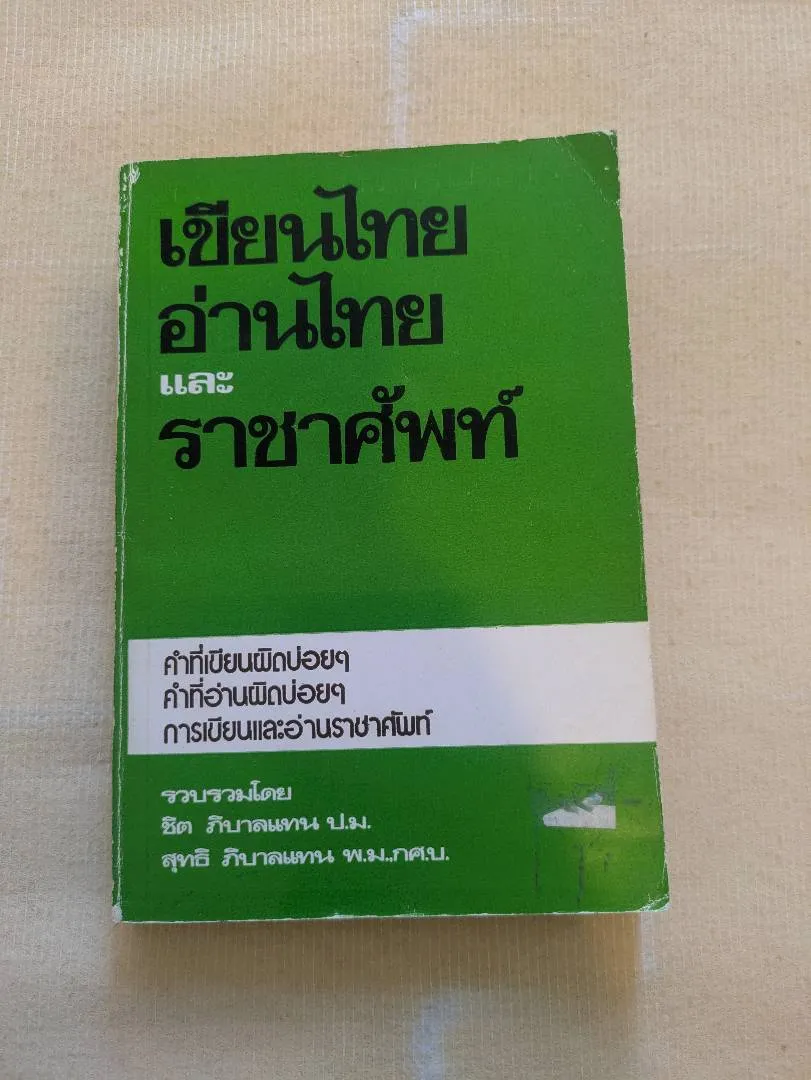 เขียนไทย
อ่านไทย
และ
ราชาศัพท์
คำที่เขียนผิดบ่อยๆ
คำที่อ่านผิดบ่อยๆ
การเขียนและอ่านราชาศัพท์
รวบรวมโดย
ชิต ภิบาลแทน ป.ม.
สุทธิ ภิบาลแทน พ.ม.,กศ.บ.